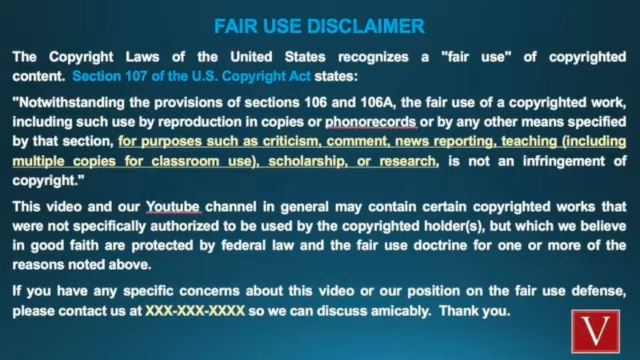 FAIR USE DISCLAIMER
The Copyright Laws of the United States recognizes a "fair use" of copyrighted
content. Section 107 of the U.S. Copyright Act states:
"Notwithstanding the provisions of sections 106 and 106A, the fair use of a copyrighted work,
including such use by reproduction in copies or phonorecords or by any other means specified
by that section, for purposes such as criticism, comment, news reporting, teaching (including
multiple copies for classroom use), scholarship, or research, is not an infringement of
copyright."
This video and our Youtube channel in general may contain certain copyrighted works that
were not specifically authorized to be used by the copyrighted holder(s), but which we believe
in good faith are protected by federal law and the fair use doctrine for one or more of the
reasons noted above.
If you have any specific concerns about this video or our position on the fair use defense,
please contact us at XXX-XXX-XXXX so we can discuss amicably. Thank you.
V